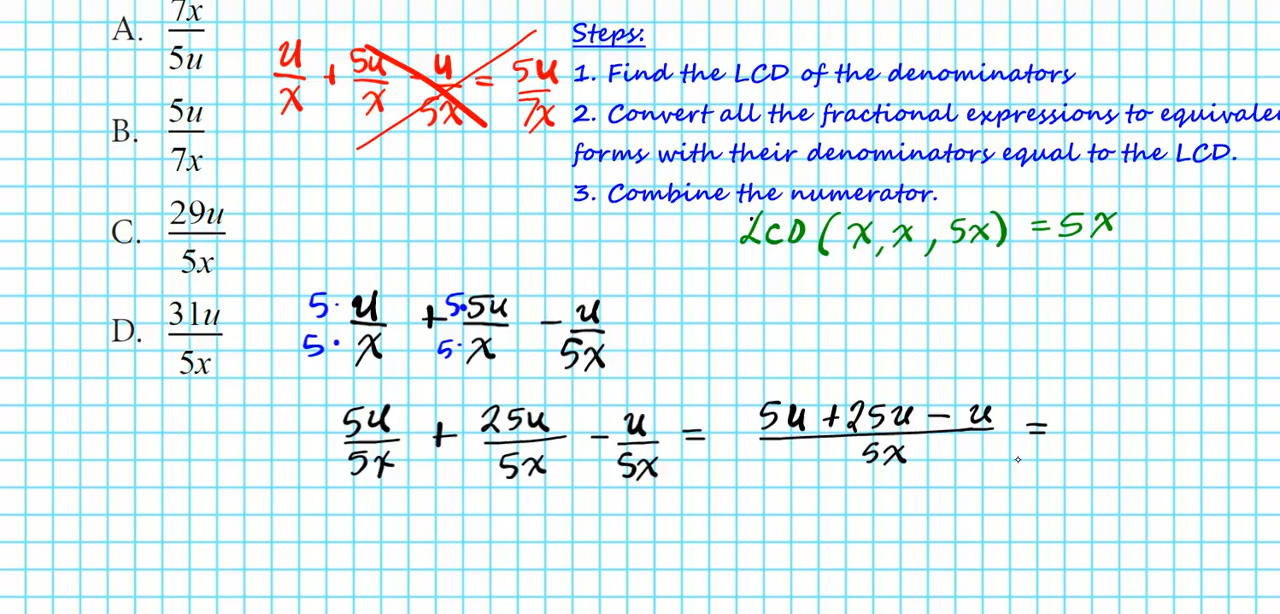 A. 7x/5u
u/x + 5u/x - u/5x = 5u/7x
B. 5u/7x
C. 29u/5x
D. 31u/5x
Steps:
1. Find the LCD of the denominators
2. Convert all the fractional expressions to equivale
forms with their denominators equal to the LCD.
3. Combine the numerator.
LCD (x, x, 5x) = 5x
5·u/5·x + 5·5u/5·x - u/5x
5u/5x + 25u/5x - u/5x = 5u + 25u - u/5x =